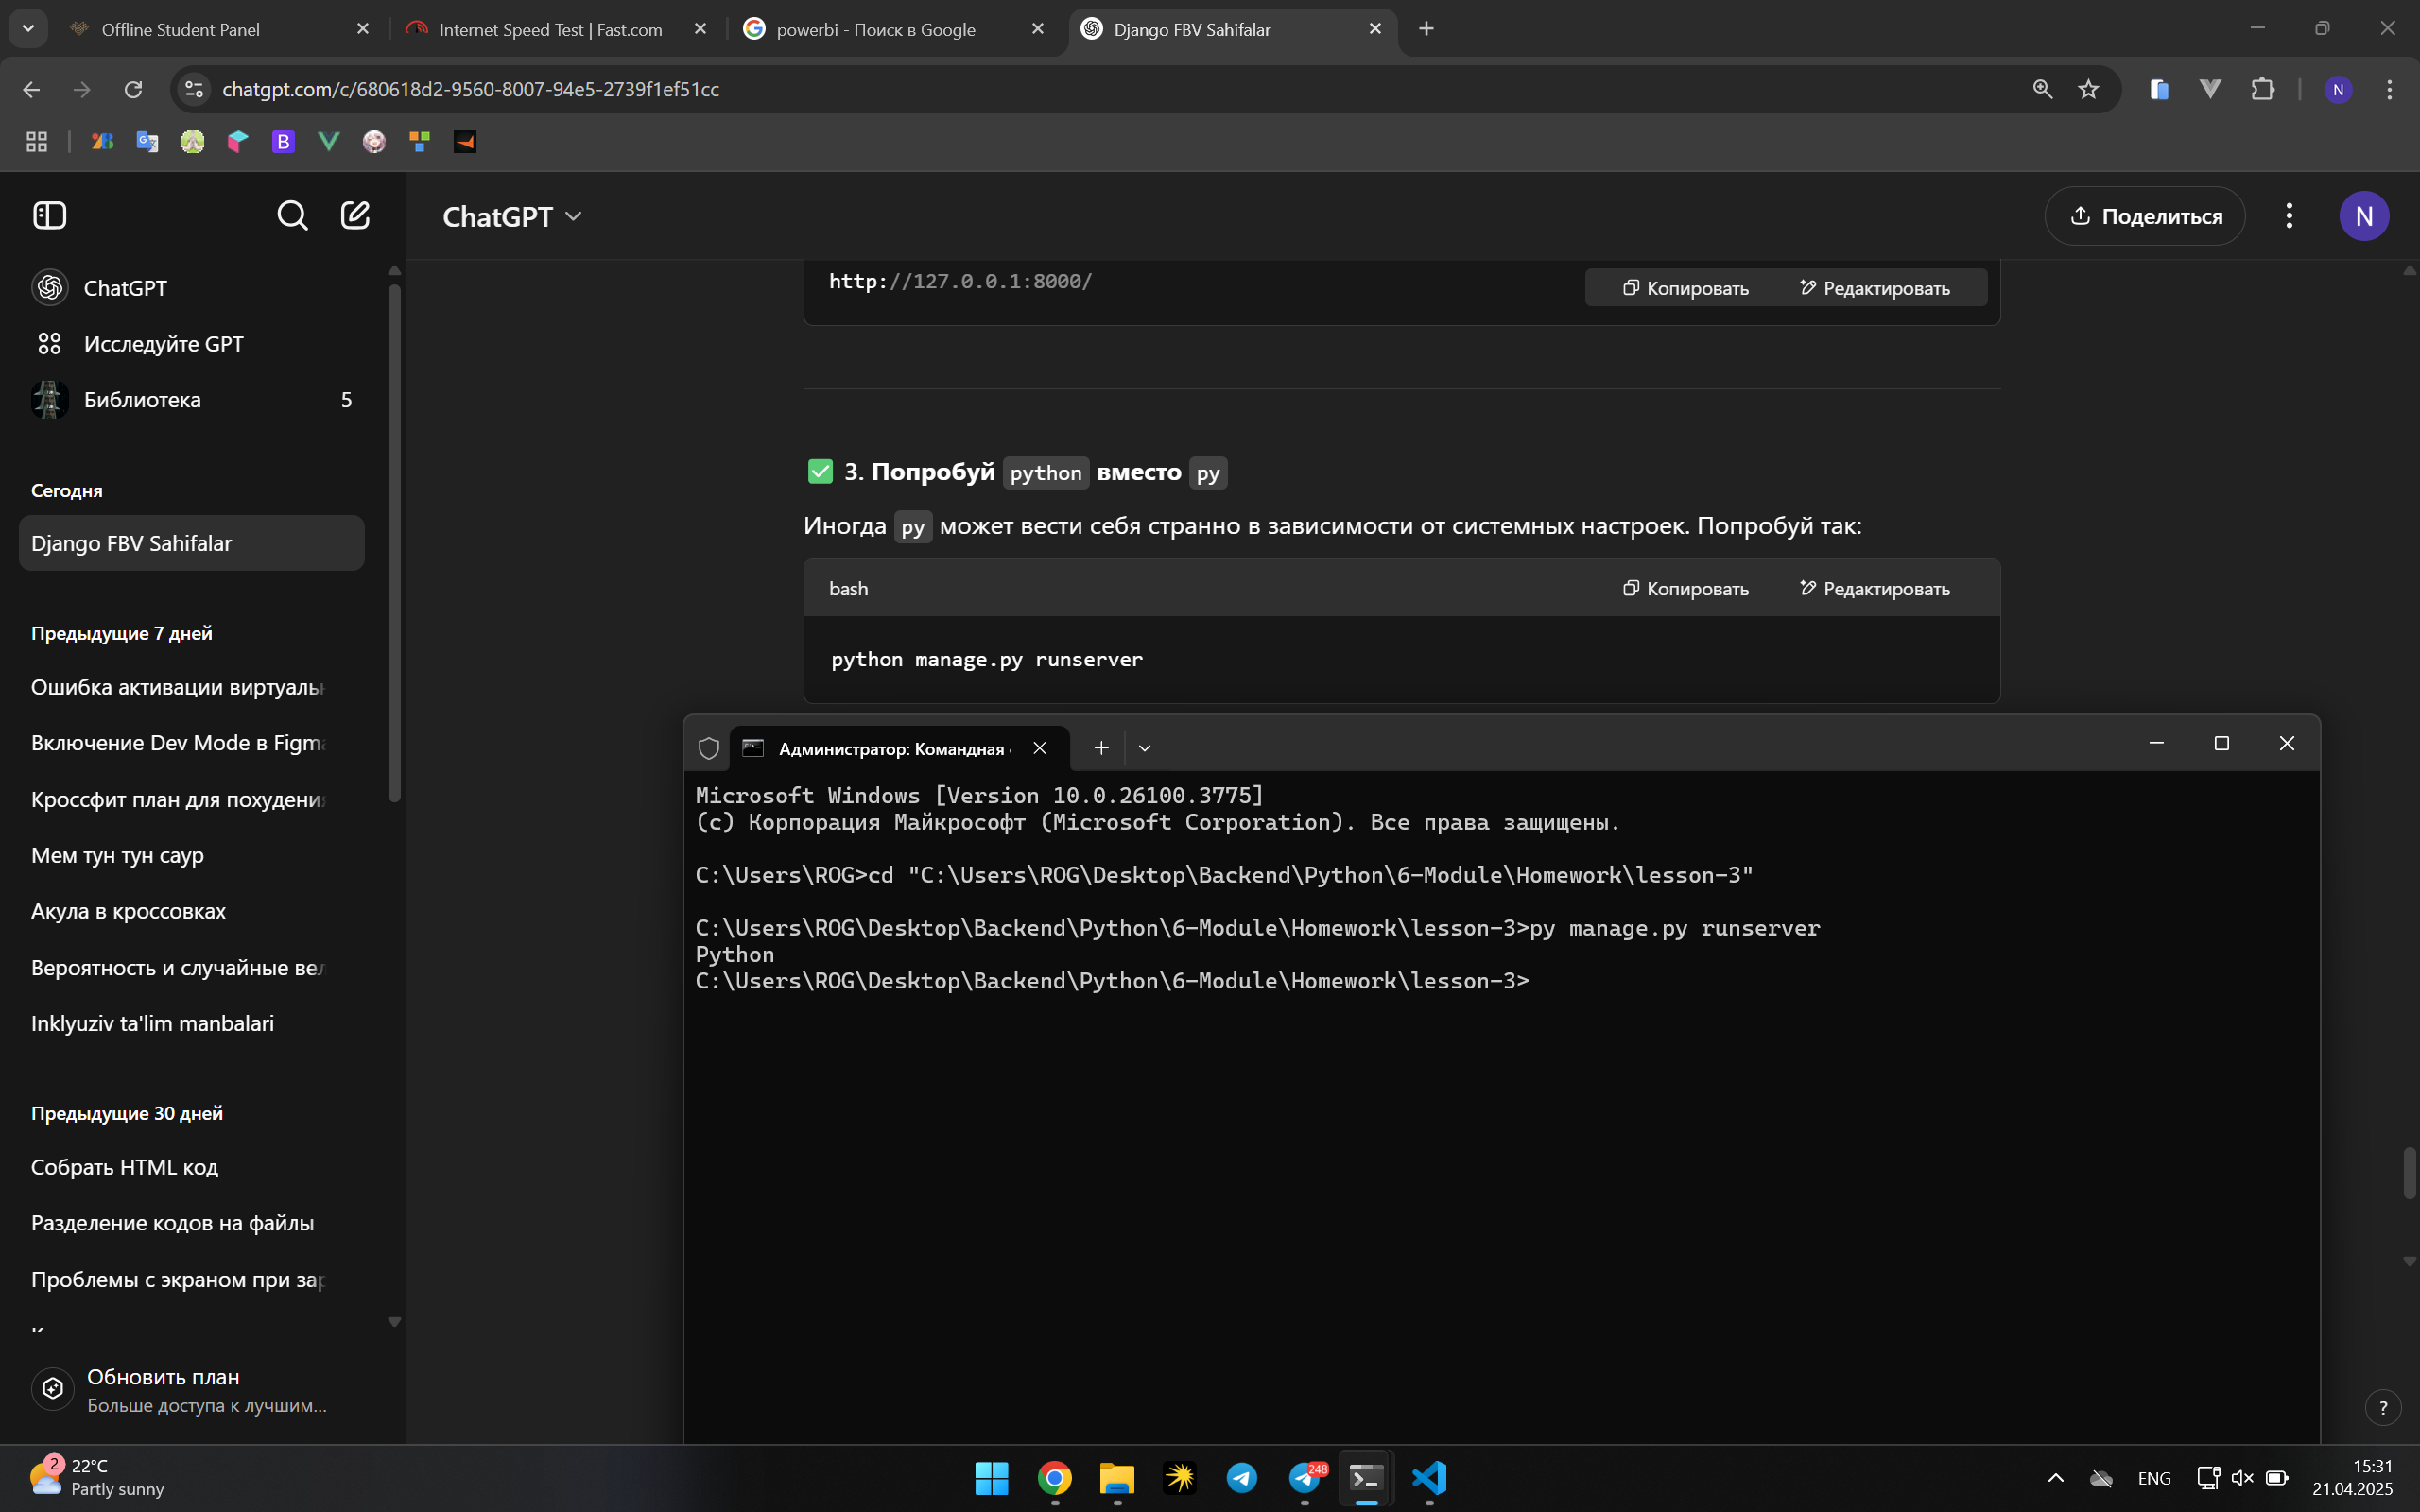 Offline Student Panel
Internet Speed Test | Fast.com
powerbi - Поиск в Google
Django FBV Sahifalar
chatgpt.com/c/680618d2-9560-8007-94e5-2739f1ef51cc
N
B
ChatGPT
Поделиться
N
ChatGPT
Исследуйте GPT
Библиотека 5
Сегодня
Django FBV Sahifalar
Предыдущие 7 дней
Ошибка активации виртуаль
Включение Dev Mode в Figma
Кроссфит план для похудения
Мем тун тун саур
Акула в кроссовках
Вероятность и случайные вел
Inklyuziv ta'lim manbalari
Предыдущие 30 дней
Собрать HTML код
Разделение кодов на файлы
Проблемы с экраном при зар
Обновить план
Больше доступа к лучшим...
http://127.0.0.1:8000/
Копировать Редактировать
3. Попробуй python вместо py
Иногда py может вести себя странно в зависимости от системных настроек. Попробуй так:
bash Копировать Редактировать
python manage.py runserver
Администратор: Командная
Microsoft Windows [Version 10.0.26100.3775]
(c) Корпорация Майкрософт (Microsoft Corporation). Все права защищены.
C:\Users\ROG>cd "C:\Users\ROG\Desktop\Backend\Python\6-Module\Homework\lesson-3"
C:\Users\ROG\Desktop\Backend\Python\6-Module\Homework\lesson-3>py manage.py runserver
Python
C:\Users\ROG\Desktop\Backend\Python\6-Module\Homework\lesson-3>
?
2
22°C
Partly sunny
248
ENG
15:31
21.04.2025